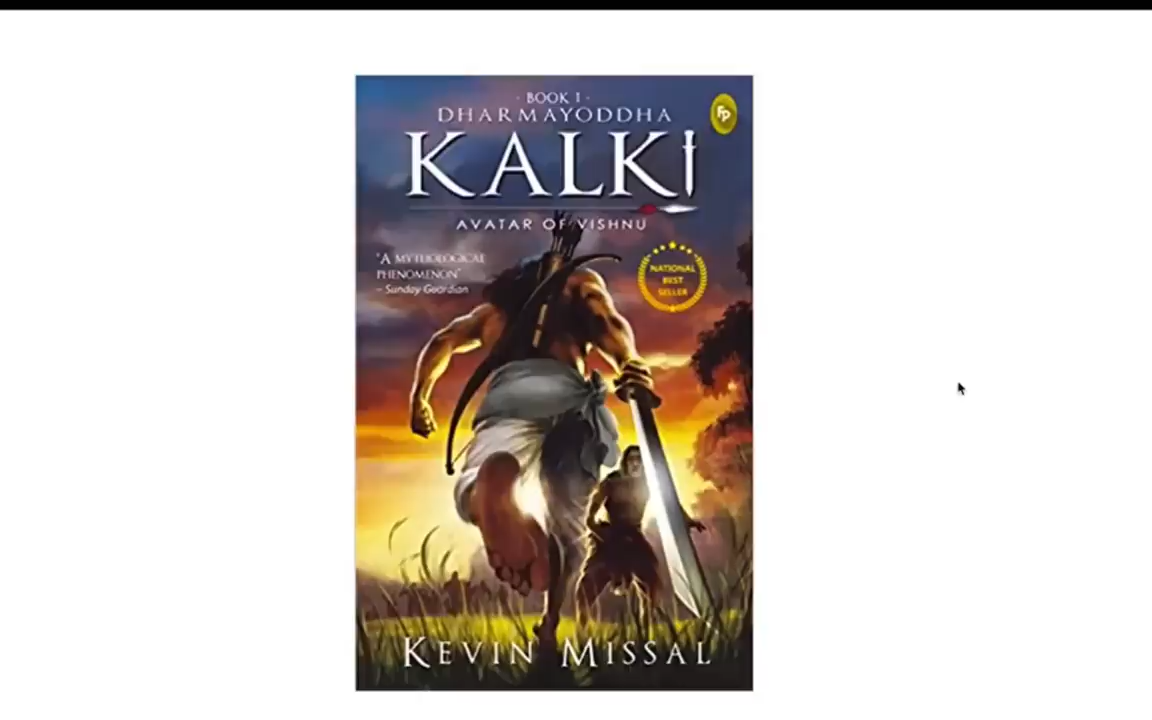 · BOOK 1 ·
DHARMAYODDHA
Fp
KALKi
AVATAR OF VISHNU
"A MYTHOLOGICAL
PHENOMENON"
– Sunday Guardian
NATIONAL
BEST
SELLER
KEVIN MISSAL